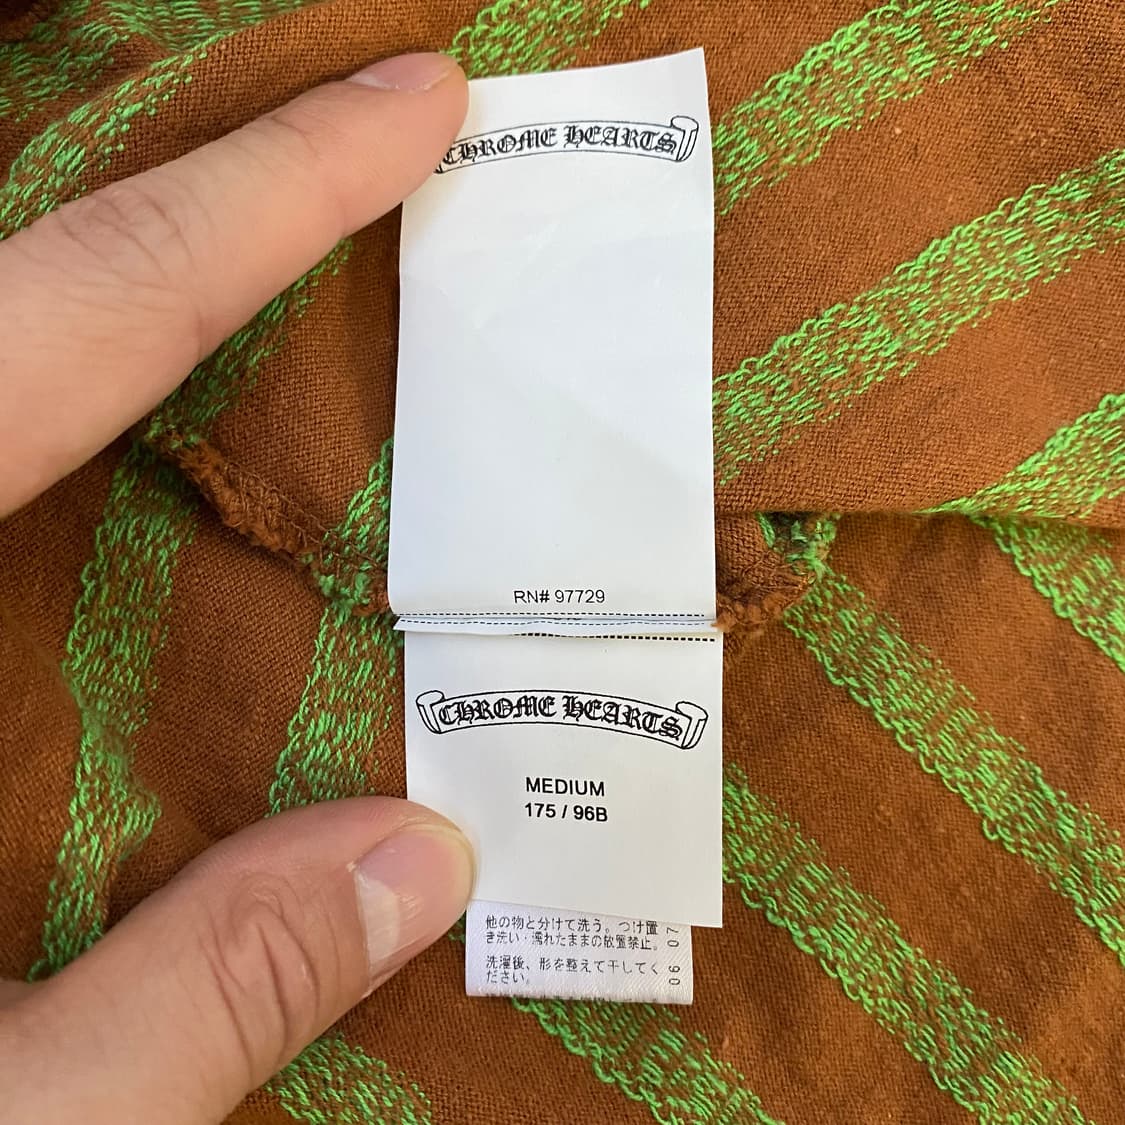 CHROME HEARTS
RN# 97729
CHROME HEARTS
MEDIUM
175 / 96B
他の物と分けて洗う。つけ置
き洗い・濡れたままの放置禁止。
洗濯後、形を整えて干してく
ださい。